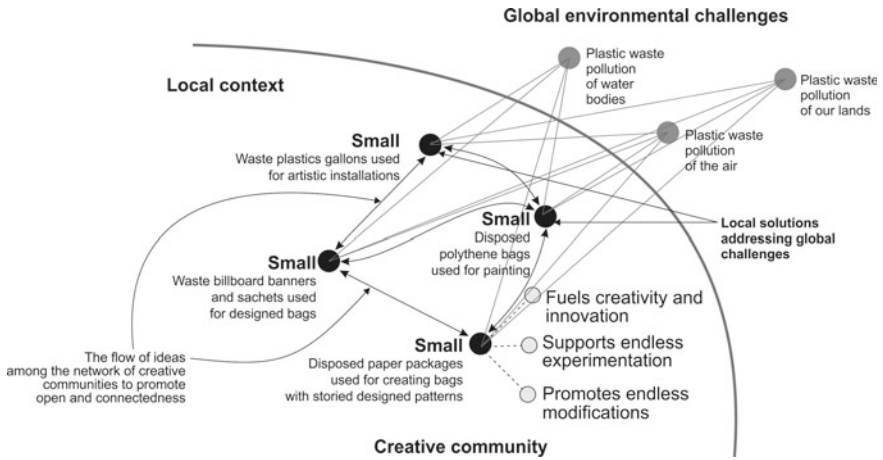 Global environmental challenges
Local context
Plastic waste
pollution
of water
bodies
Plastic waste
pollution
of our lands
Plastic waste
pollution
of the air
Small
Waste plastics gallons used
for artistic installations
Small
Disposed
polythene bags
used for painting
Local solutions
addressing global
challenges
Small
Waste billboard banners
and sachets used
for designed bags
Fuels creativity and
innovation
Small
Disposed paper packages
used for creating bags
with storied designed patterns
Supports endless
experimentation
Promotes endless
modifications
The flow of ideas
among the network of creative
communities to promote
open and connectedness
Creative community